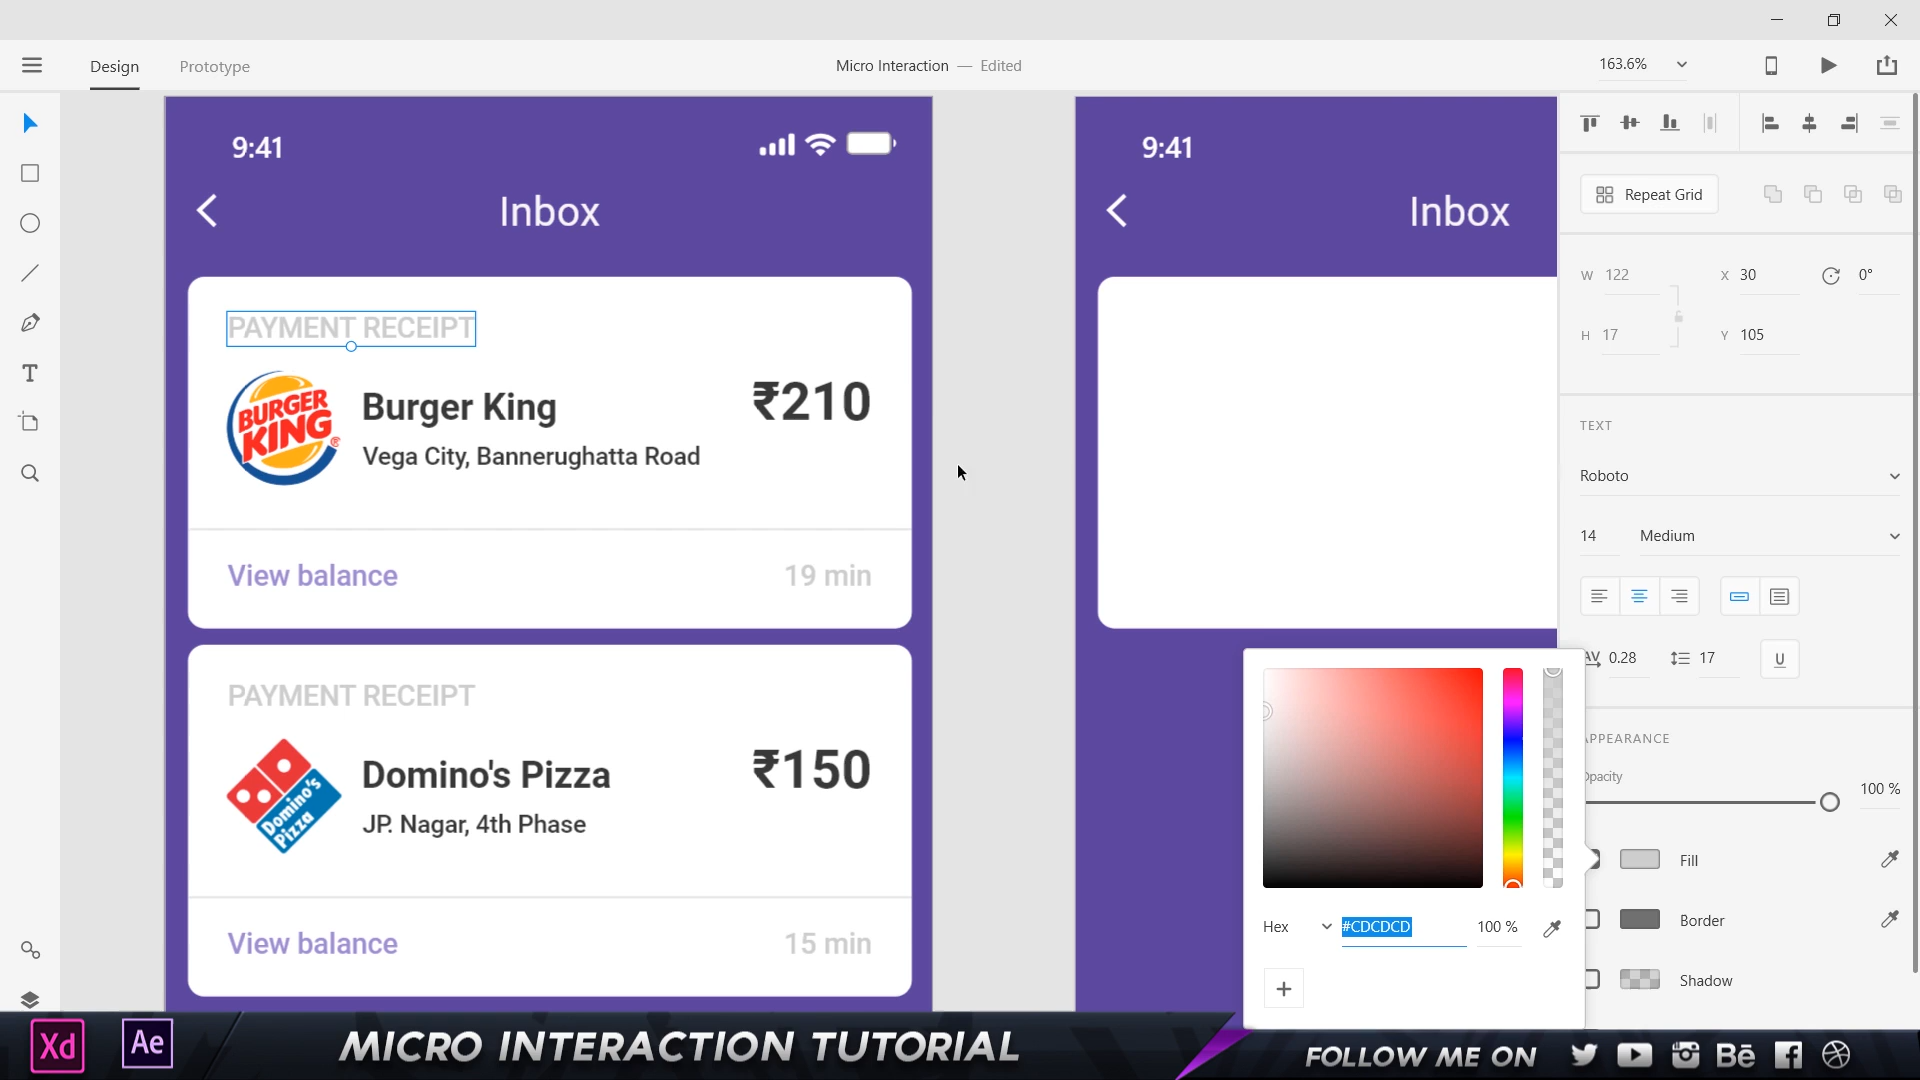 Design
Prototype
Micro Interaction — Edited
163.6%
9:41
Inbox
PAYMENT RECEIPT
BURGER
KING
®
Burger King
₹210
Vega City, Bannerughatta Road
View balance
19 min
PAYMENT RECEIPT
Domino's
Pizza
Domino's Pizza
₹150
JP. Nagar, 4th Phase
View balance
15 min
9:41
Inbox
Repeat Grid
W 122
X 30
0°
H 17
Y 105
TEXT
Roboto
14
Medium
AV 0.28
17
U
APPEARANCE
Opacity
100 %
Fill
Border
Shadow
Hex
#CDCDCD
100 %
+
T
Xd
Ae
MICRO INTERACTION TUTORIAL
FOLLOW ME ON
Bē